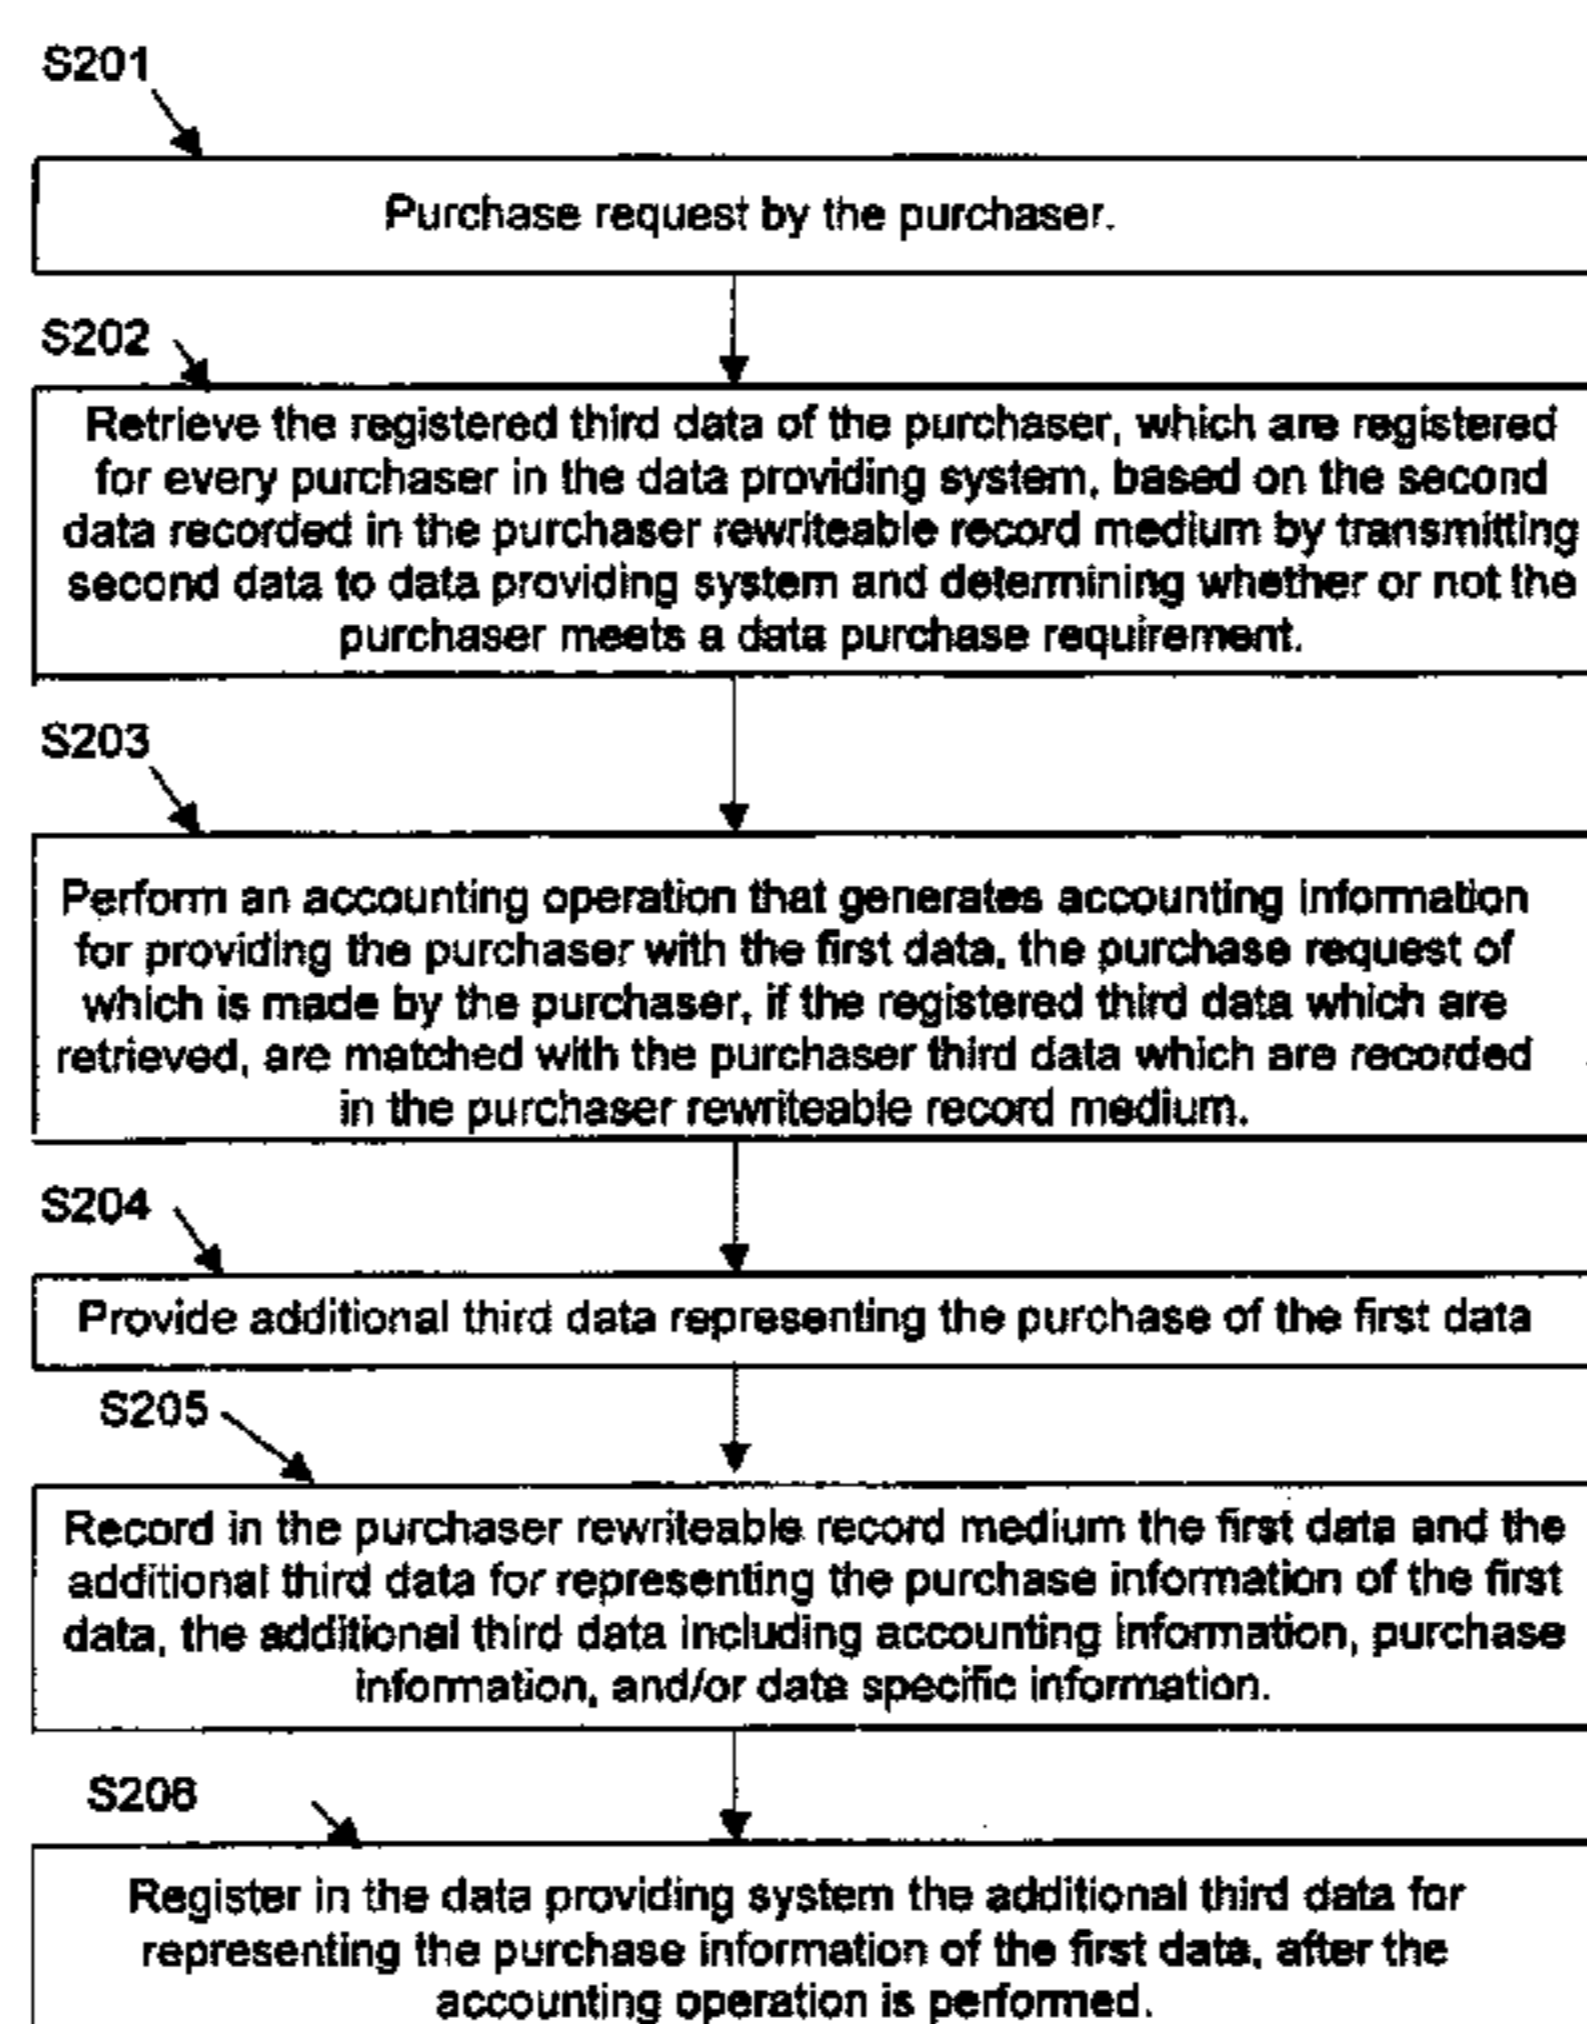 S201
Purchase request by the purchaser.
S202
Retrieve the registered third data of the purchaser, which are registered
for every purchaser in the data providing system, based on the second
data recorded in the purchaser rewriteable record medium by transmitting
second data to data providing system and determining whether or not the
purchaser meets a data purchase requirement.
S203
Perform an accounting operation that generates accounting information
for providing the purchaser with the first data, the purchase request of
which is made by the purchaser, if the registered third data which are
retrieved, are matched with the purchaser third data which are recorded
in the purchaser rewriteable record medium.
S204
Provide additional third data representing the purchase of the first data
S205
Record in the purchaser rewriteable record medium the first data and the
additional third data for representing the purchase information of the first
data, the additional third data including accounting information, purchase
information, and/or data specific information.
S206
Register in the data providing system the additional third data for
representing the purchase information of the first data, after the
accounting operation is performed.